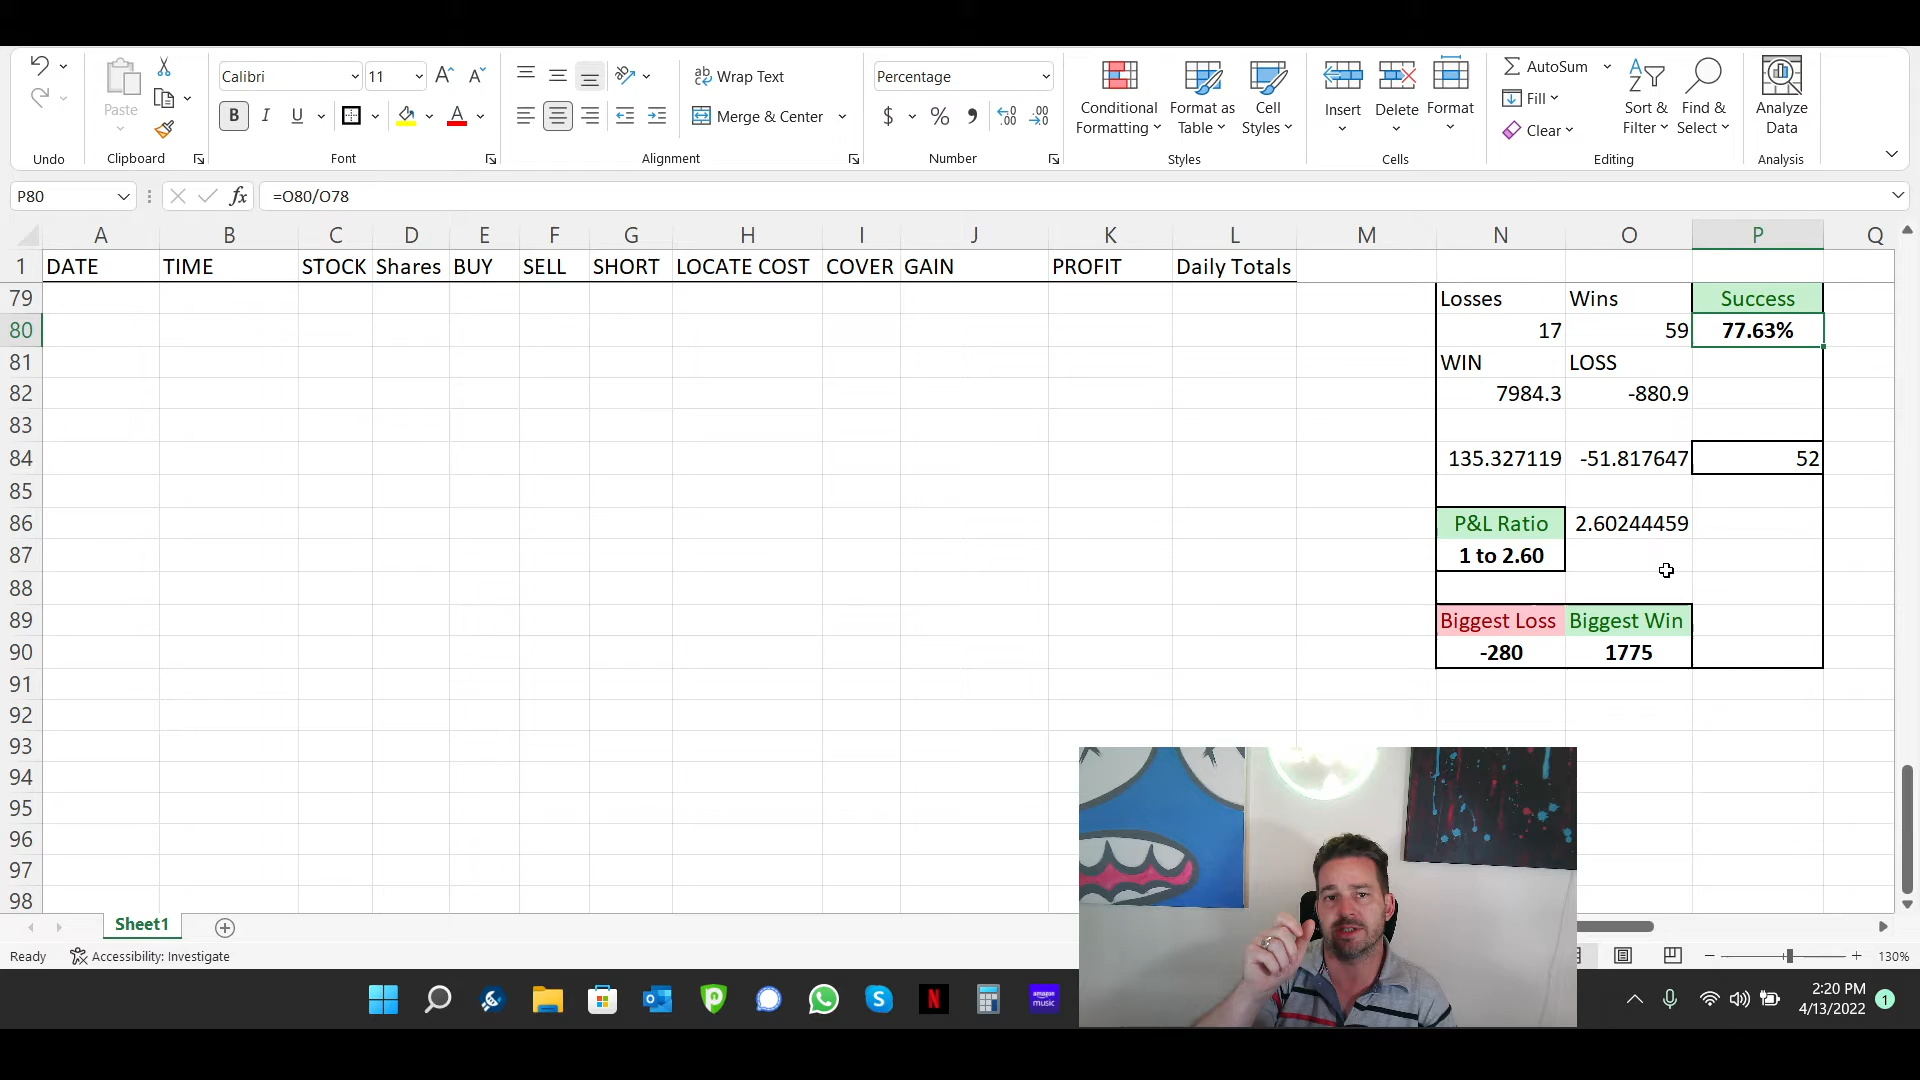 Calibri 11 Wrap Text Percentage AutoSum
Paste B I U Merge & Center $ % Conditional Formatting Format as Table Cell Styles Insert Delete Format Fill Sort & Filter Find & Select Analyze Data
Clear
Undo Clipboard Font Alignment Number Styles Cells Editing Analysis
P80 fx =O80/O78
A B C D E F G H I J K L M N O P Q
1 DATE TIME STOCK Shares BUY SELL SHORT LOCATE COST COVER GAIN PROFIT Daily Totals
79 Losses Wins Success
80 17 59 77.63%
81 WIN LOSS
82 7984.3 -880.9
83
84 135.327119 -51.817647 52
85
86 P&L Ratio 2.60244459
87 1 to 2.60
88
89 Biggest Loss Biggest Win
90 -280 1775
91
92
93
94
95
96
97
98
Sheet1
Ready Accessibility: Investigate 130%
amazon music 2:20 PM
N 4/13/2022 1